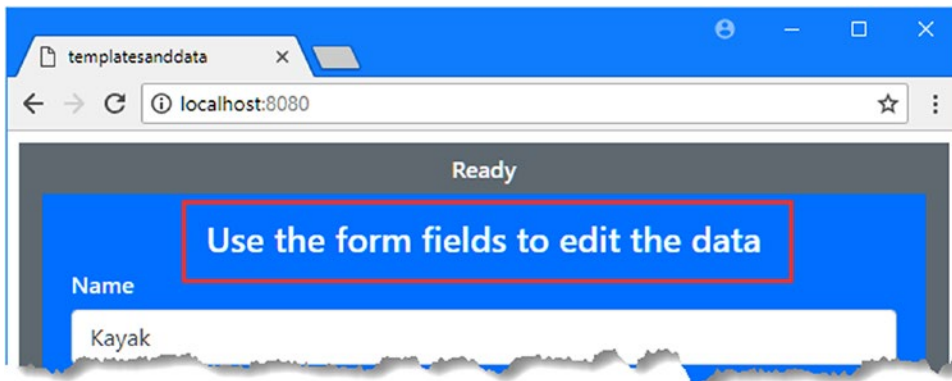 templatesanddata
localhost:8080
Ready
Use the form fields to edit the data
Name
Kayak